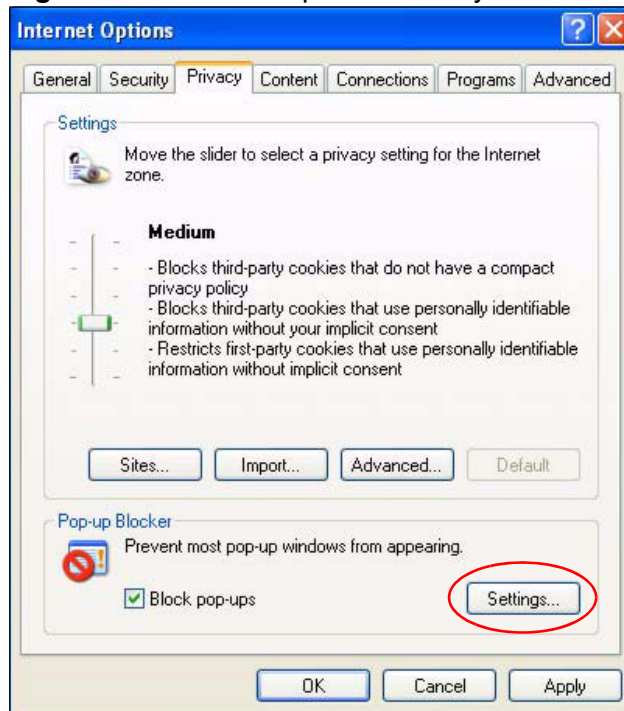 Internet Options
General Security Privacy Content Connections Programs Advanced
Settings
Move the slider to select a privacy setting for the Internet
zone.
Medium
- Blocks third-party cookies that do not have a compact
privacy policy
- Blocks third-party cookies that use personally identifiable
information without your implicit consent
- Restricts first-party cookies that use personally identifiable
information without implicit consent
Sites... Import... Advanced... Default
Pop-up Blocker
Prevent most pop-up windows from appearing.
Block pop-ups
Settings...
OK Cancel Apply